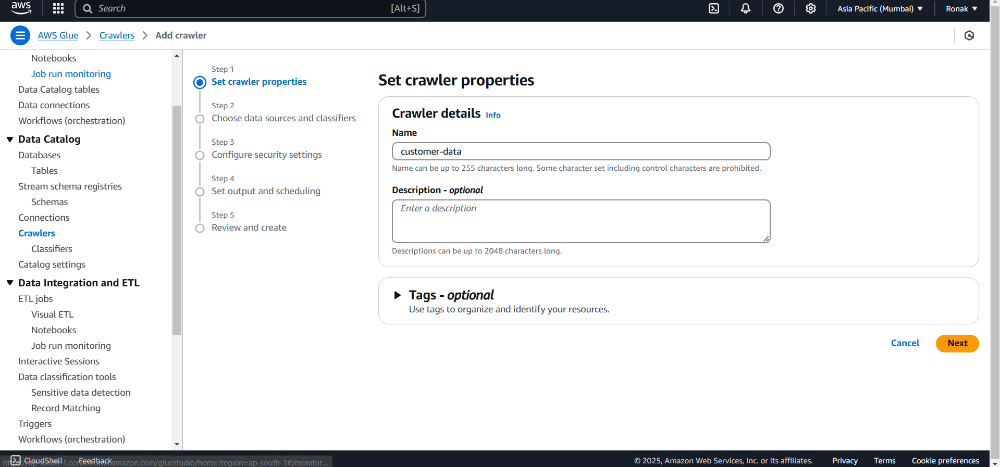 aws
Search
[Alt+S]
Asia Pacific (Mumbai)
Ronak
AWS Glue
Crawlers
Add crawler
Notebooks
Job run monitoring
Data Catalog tables
Data connections
Workflows (orchestration)
Data Catalog
Databases
Tables
Stream schema registries
Schemas
Connections
Crawlers
Classifiers
Catalog settings
Data Integration and ETL
ETL jobs
Visual ETL
Notebooks
Job run monitoring
Interactive Sessions
Data classification tools
Sensitive data detection
Record Matching
Triggers
Workflows (orchestration)
Step 1
Set crawler properties
Step 2
Choose data sources and classifiers
Step 3
Configure security settings
Step 4
Set output and scheduling
Step 5
Review and create
Set crawler properties
Crawler details Info
Name
customer-data
Name can be up to 255 characters long. Some character set including control characters are prohibited.
Description - optional
Enter a description
Descriptions can be up to 2048 characters long.
Tags - optional
Use tags to organize and identify your resources.
Cancel
Next
CloudShell
Feedback
https://ap-south-1.console.aws.amazon.com/gluestudio/home?region=ap-south-1#/monitor...
© 2025, Amazon Web Services, Inc. or its affiliates.
Privacy
Terms
Cookie preferences